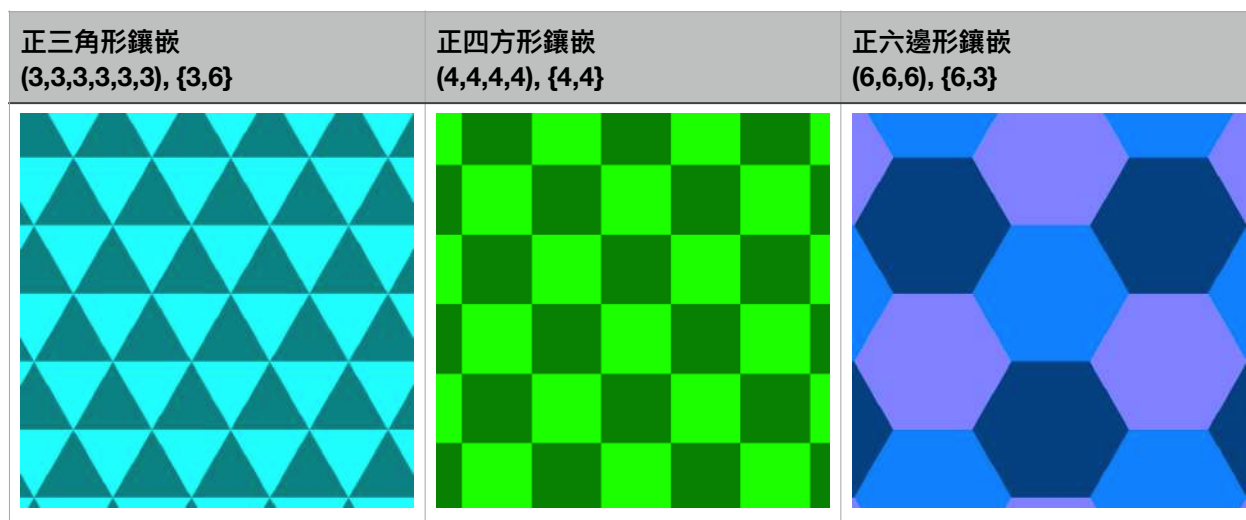 正三角形鑲嵌
(3,3,3,3,3,3), {3,6}
正四方形鑲嵌
(4,4,4,4), {4,4}
正六邊形鑲嵌
(6,6,6), {6,3}